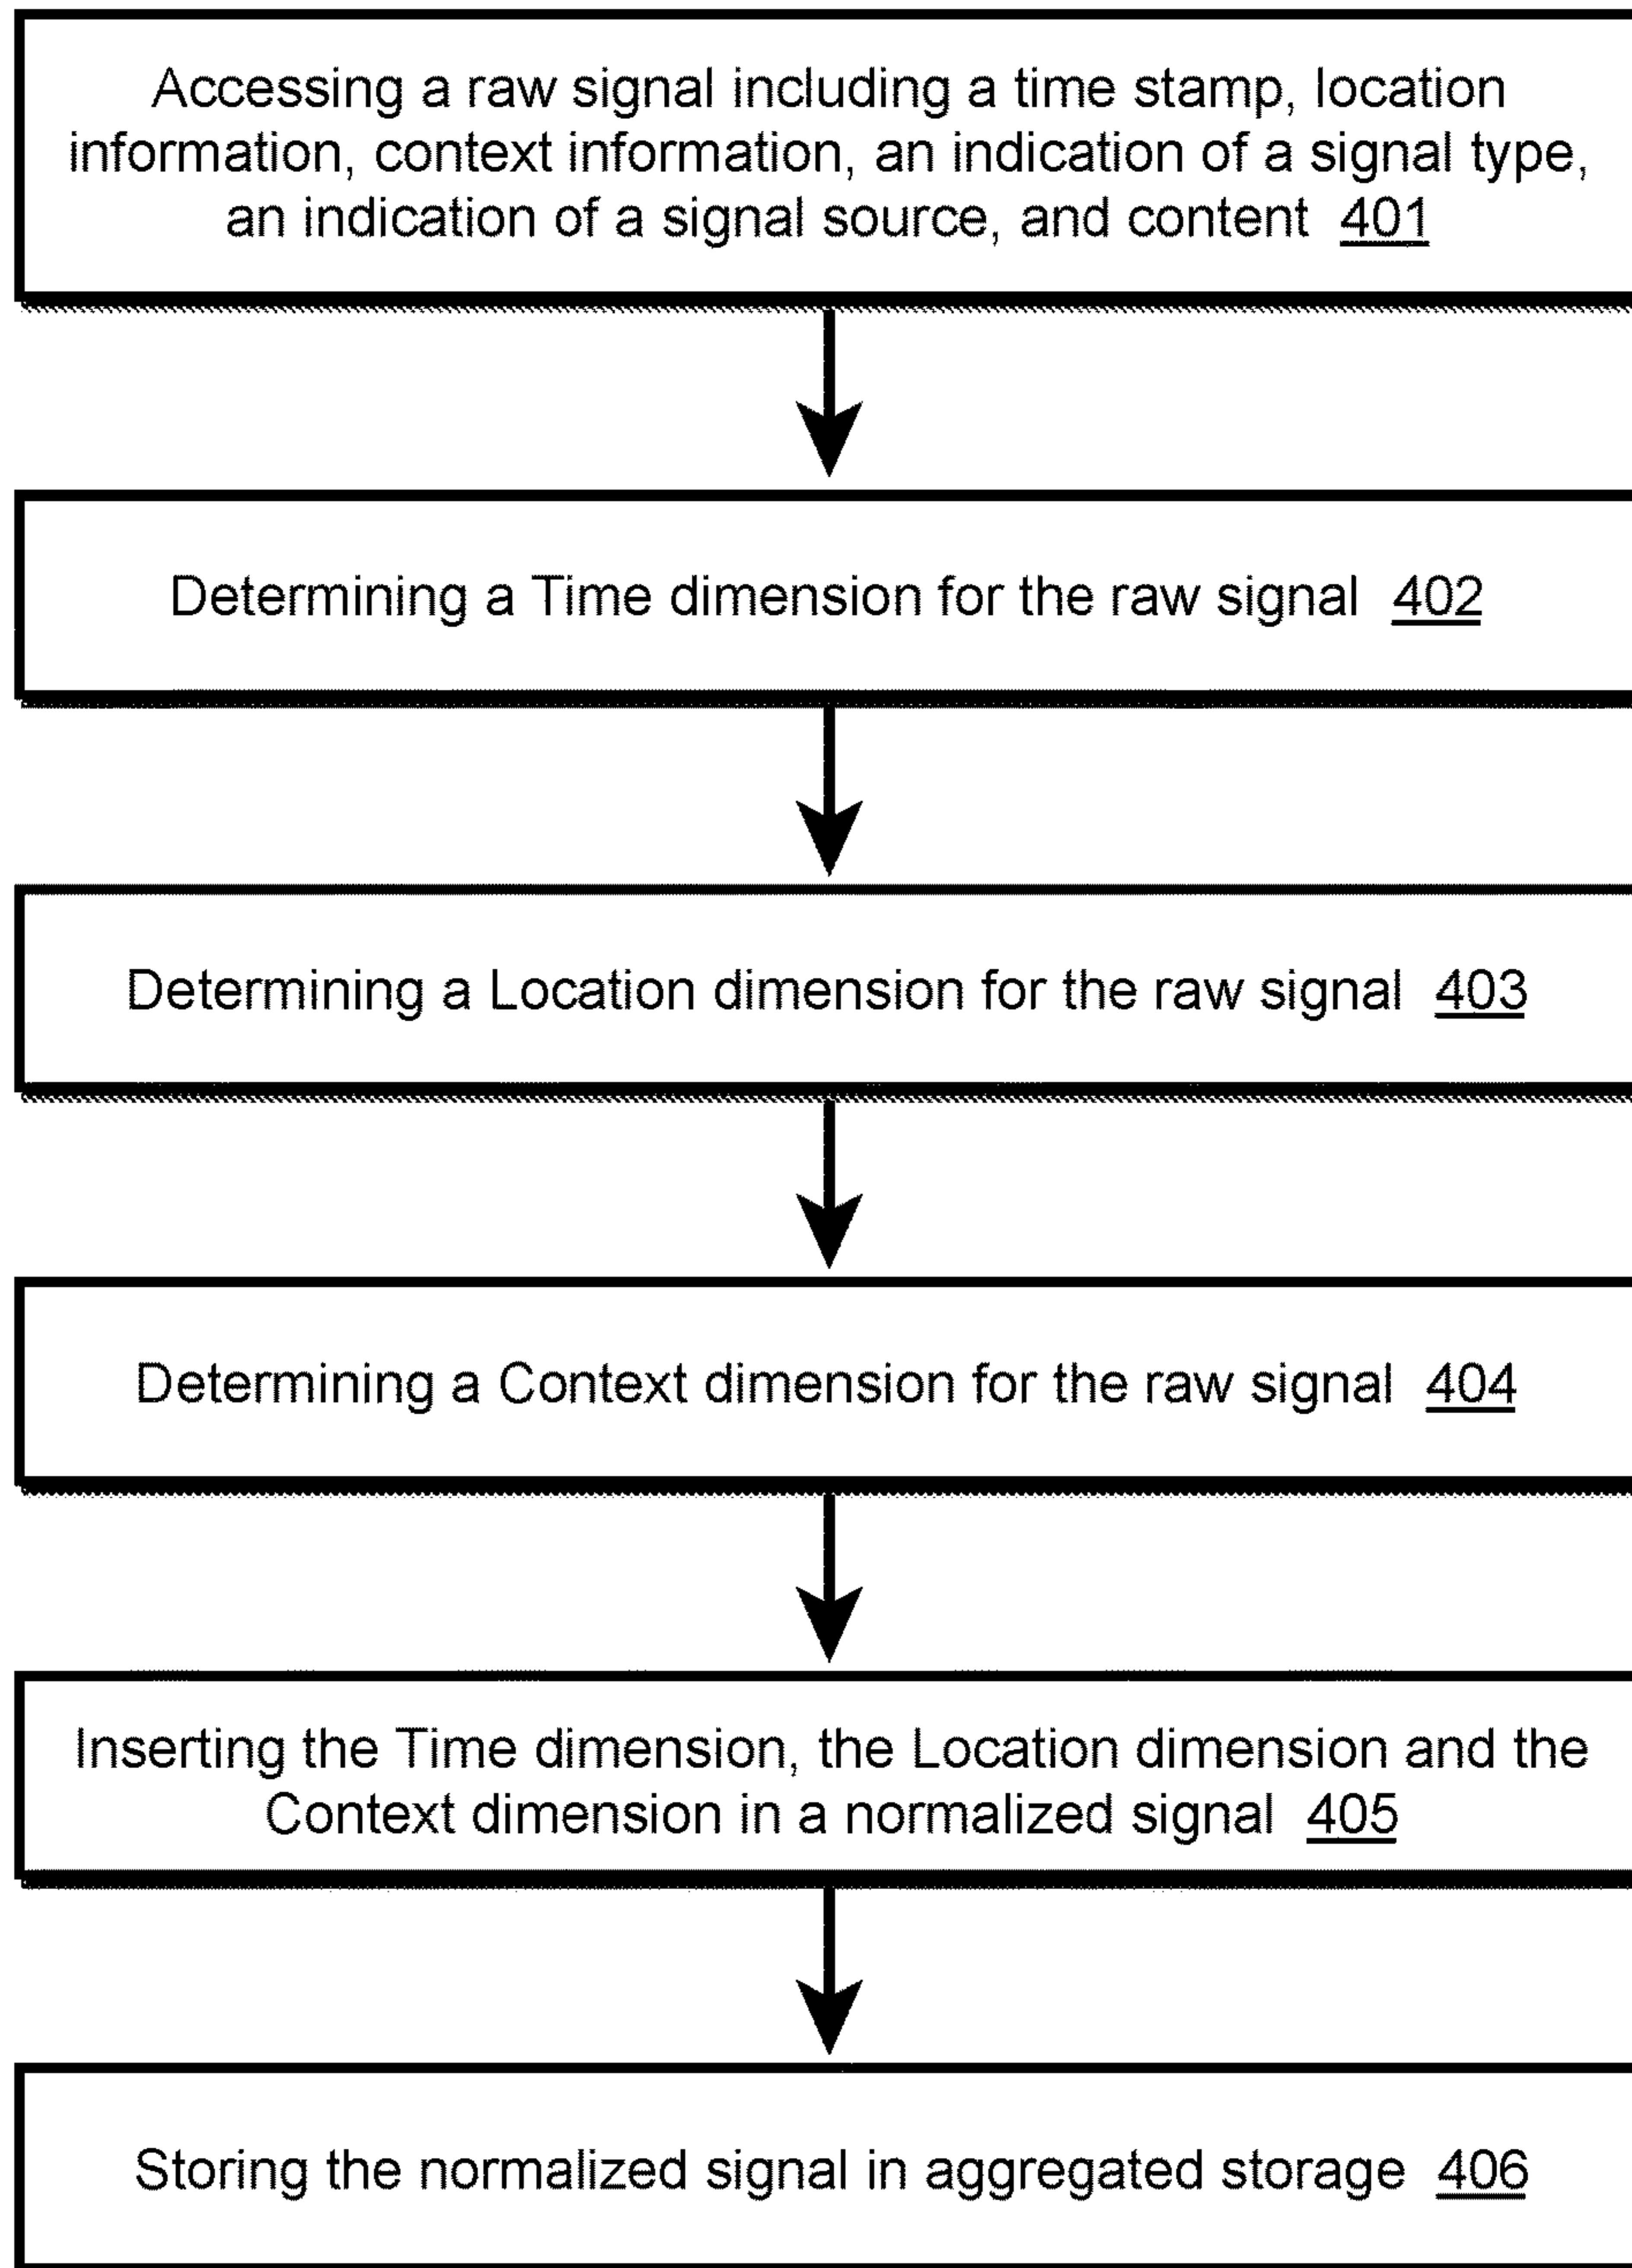 Accessing a raw signal including a time stamp, location
information, context information, an indication of a signal type,
an indication of a signal source, and content 401
Determining a Time dimension for the raw signal 402
Determining a Location dimension for the raw signal 403
Determining a Context dimension for the raw signal 404
Inserting the Time dimension, the Location dimension and the
Context dimension in a normalized signal 405
Storing the normalized signal in aggregated storage 406